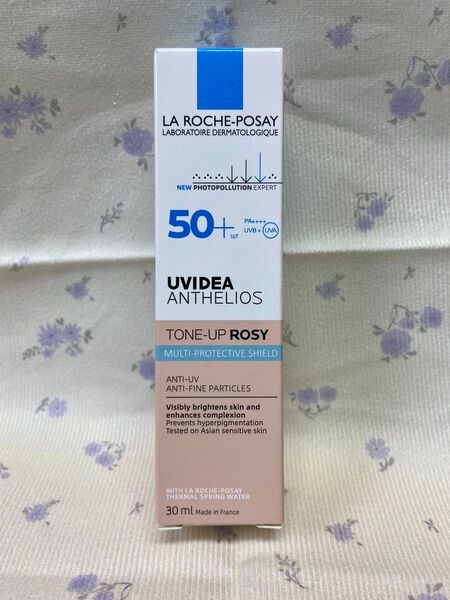 LA ROCHE-POSAY
LABORATOIRE DERMATOLOGIQUE
NEW PHOTOPOLLUTION EXPERT
50+ spf
PA++++
UVB + UVA
UVIDEA
ANTHELIOS
TONE-UP ROSY
MULTI-PROTECTIVE SHIELD
ANTI-UV
ANTI-FINE PARTICLES
Visibly brightens skin and
enhances complexion
Prevents hyperpigmentation
Tested on Asian sensitive skin
WITH LA ROCHE-POSAY
THERMAL SPRING WATER
30 ml Made in France